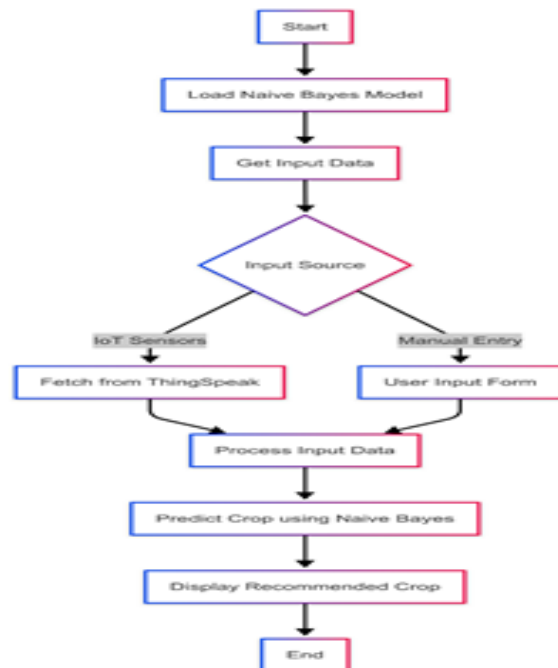 Start
Load Naive Bayes Model
Get Input Data
Input Source
IoT Sensors
Manual Entry
Fetch from ThingSpeak
User Input Form
Process Input Data
Predict Crop using Naive Bayes
Display Recommended Crop
End